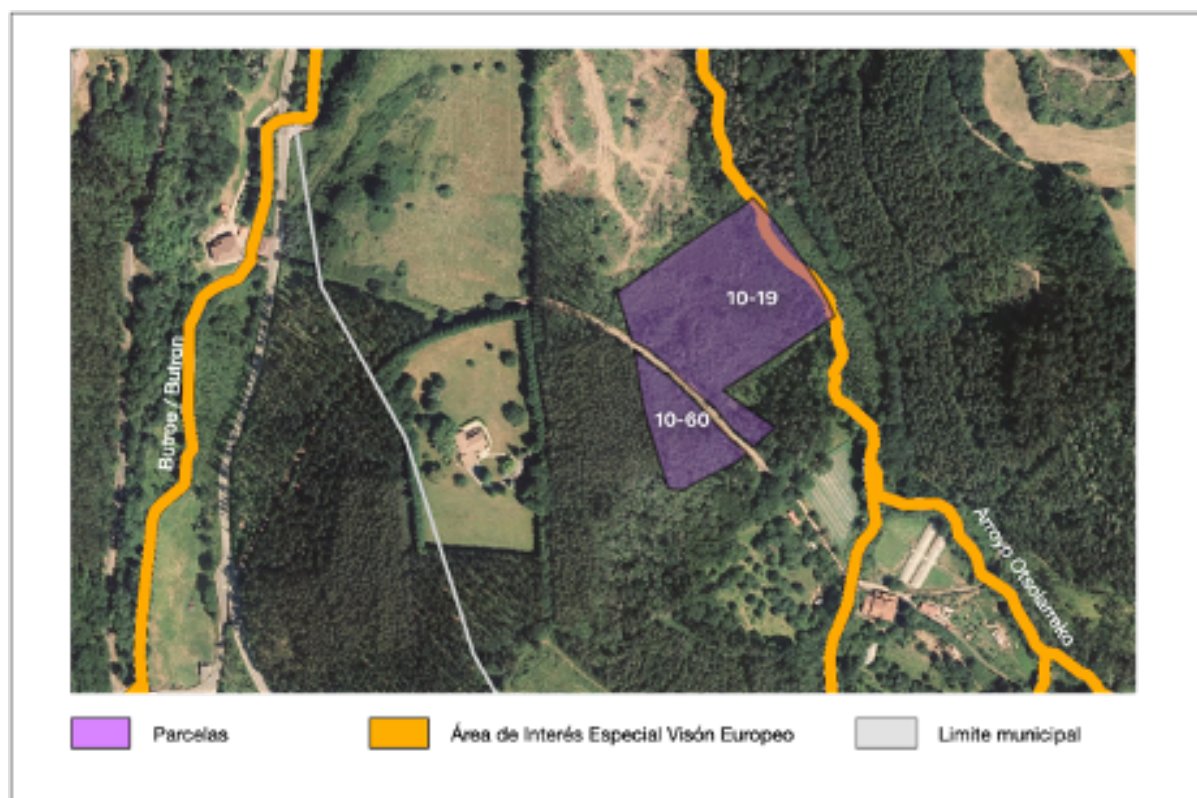 10-19
10-60
Butroe / Butron
Arroyo Otsolarreko
Parcelas
Área de Interés Especial Visón Europeo
Limite municipal